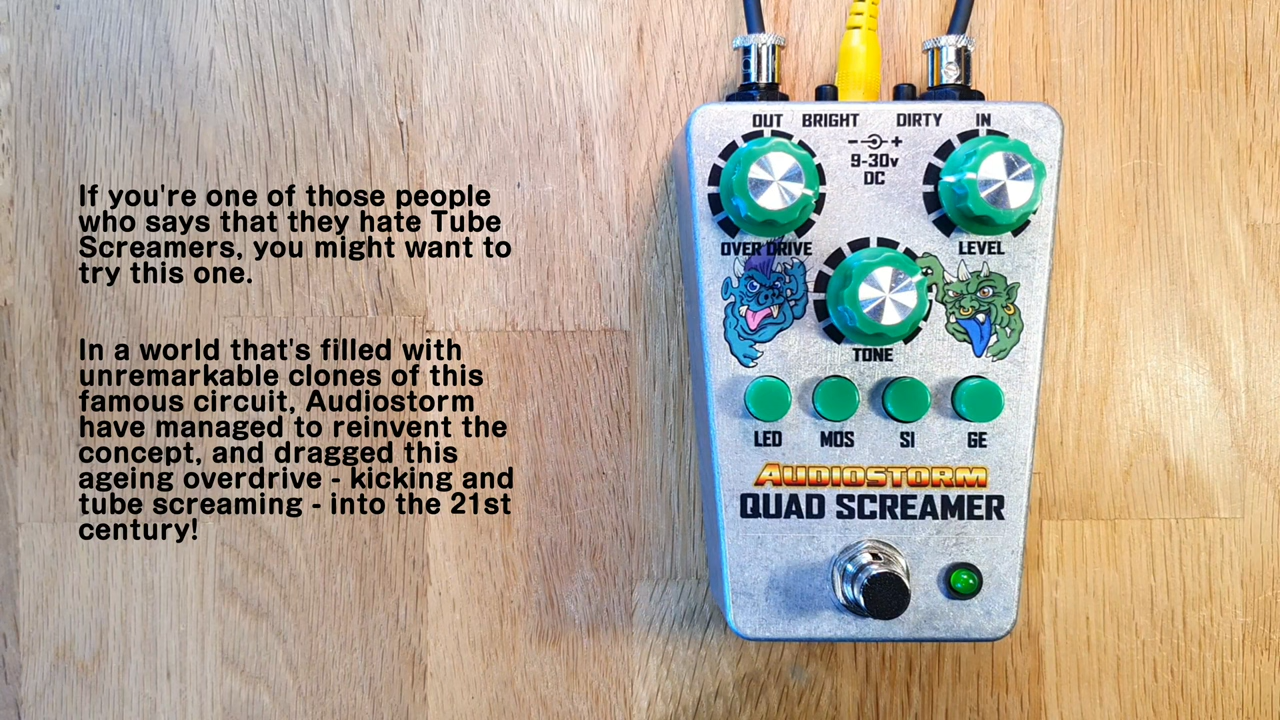 If you're one of those people
who says that they hate Tube
Screamers, you might want to
try this one.
In a world that's filled with
unremarkable clones of this
famous circuit, Audiostorm
have managed to reinvent the
concept, and dragged this
ageing overdrive - kicking and
tube screaming - into the 21st
century!
OUT BRIGHT DIRTY IN
- +
9-30v
DC
OVER DRIVE LEVEL
TONE
LED MOS SI GE
AUDIOSTORM
QUAD SCREAMER